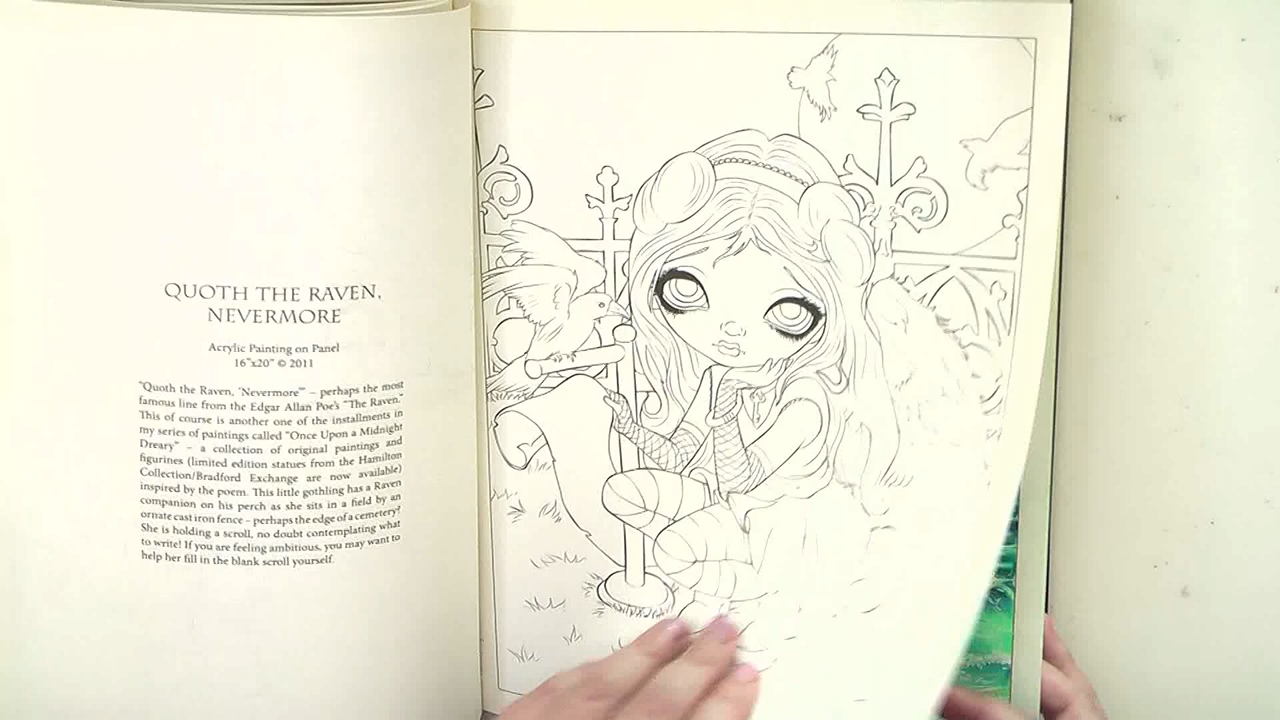 QUOTH THE RAVEN,
NEVERMORE
Acrylic Painting on Panel
16"x20" © 2011
"Quoth the Raven, 'Nevermore'" – perhaps the most
famous line from the Edgar Allan Poe's "The Raven."
This of course is another one of the installments in
my series of paintings called "Once Upon a Midnight
Dreary" – a collection of original paintings and
figurines (limited edition statues from the Hamilton
Collection/Bradford Exchange are now available)
inspired by the poem. This little gothling has a Raven
companion on his perch as she sits in a field by an
ornate cast iron fence – perhaps the edge of a cemetery?
She is holding a scroll, no doubt contemplating what
to write! If you are feeling ambitious, you may want to
help her fill in the blank scroll yourself.